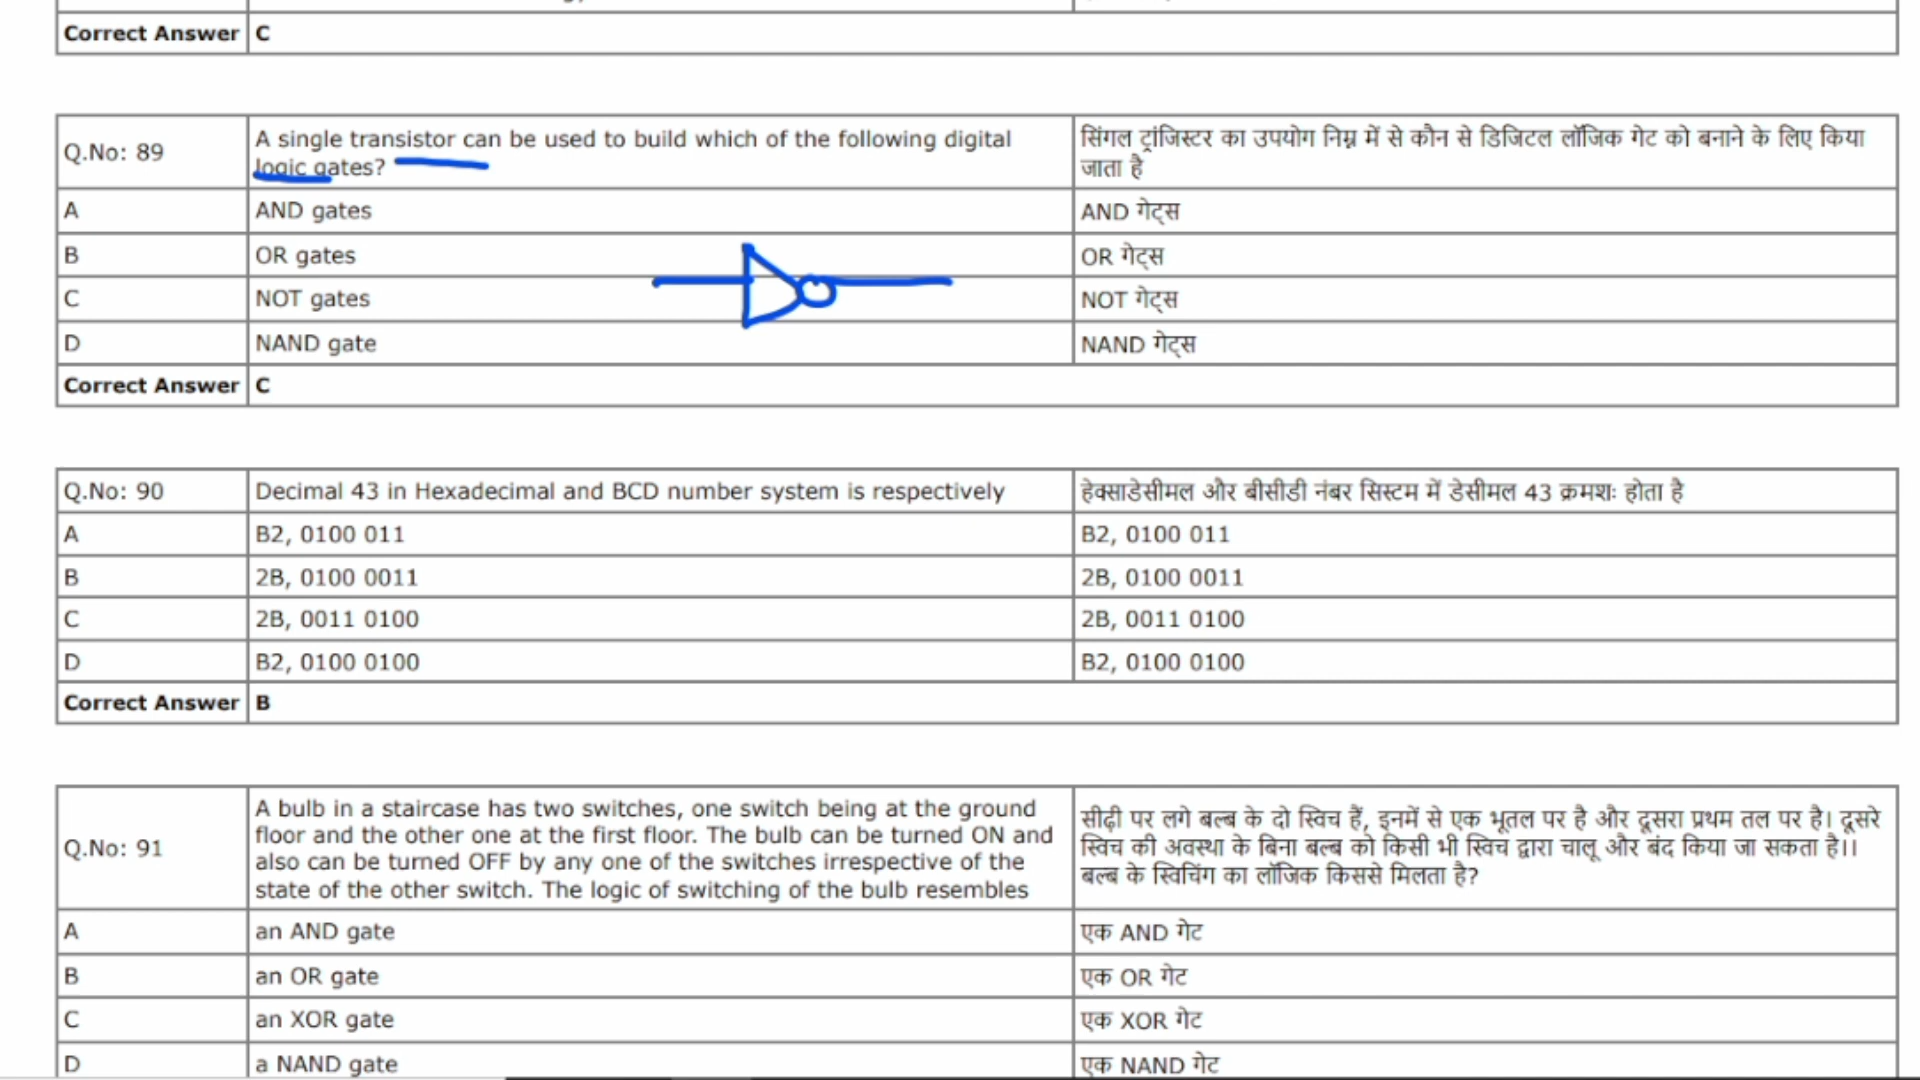 Correct Answer C
Q.No: 89
A single transistor can be used to build which of the following digital
logic gates?
सिंगल ट्रांजिस्टर का उपयोग निम्न में से कौन से डिजिटल लॉजिक गेट को बनाने के लिए किया
जाता है
A AND gates AND गेट्स
B OR gates OR गेट्स
C NOT gates NOT गेट्स
D NAND gate NAND गेट्स
Correct Answer C
Q.No: 90 Decimal 43 in Hexadecimal and BCD number system is respectively हेक्साडेसीमल और बीसीडी नंबर सिस्टम में डेसीमल 43 क्रमशः होता है
A B2, 0100 011 B2, 0100 011
B 2B, 0100 0011 2B, 0100 0011
C 2B, 0011 0100 2B, 0011 0100
D B2, 0100 0100 B2, 0100 0100
Correct Answer B
Q.No: 91
A bulb in a staircase has two switches, one switch being at the ground
floor and the other one at the first floor. The bulb can be turned ON and
also can be turned OFF by any one of the switches irrespective of the
state of the other switch. The logic of switching of the bulb resembles
सीढ़ी पर लगे बल्ब के दो स्विच हैं, इनमें से एक भूतल पर है और दूसरा प्रथम तल पर है। दूसरे
स्विच की अवस्था के बिना बल्ब को किसी भी स्विच द्वारा चालू और बंद किया जा सकता है।।
बल्ब के स्विचिंग का लॉजिक किससे मिलता है?
A an AND gate एक AND गेट
B an OR gate एक OR गेट
C an XOR gate एक XOR गेट
D a NAND gate एक NAND गेट